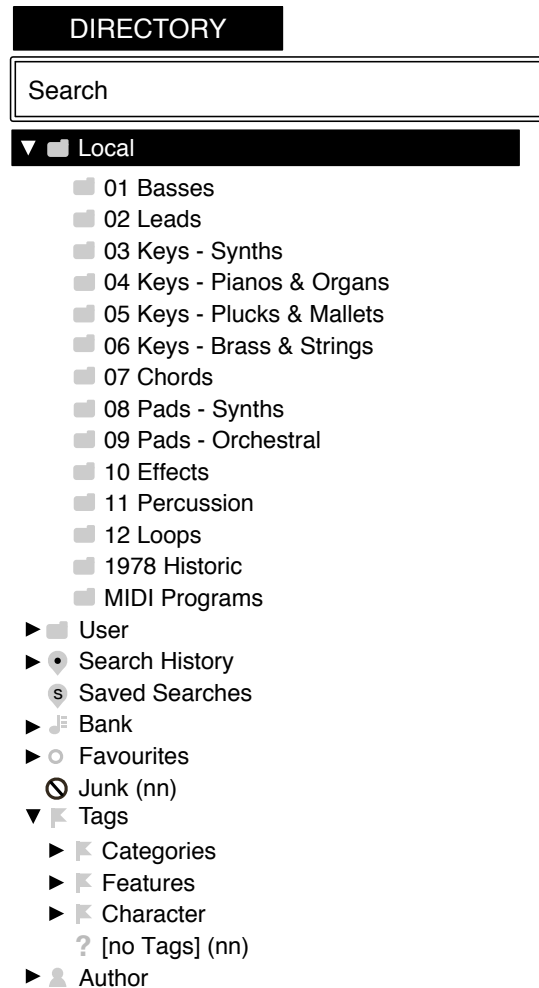 DIRECTORY
Search
Local
01 Basses
02 Leads
03 Keys - Synths
04 Keys - Pianos & Organs
05 Keys - Plucks & Mallets
06 Keys - Brass & Strings
07 Chords
08 Pads - Synths
09 Pads - Orchestral
10 Effects
11 Percussion
12 Loops
1978 Historic
MIDI Programs
User
Search History
S Saved Searches
Bank
Favourites
Junk (nn)
Tags
Categories
Features
Character
? [no Tags] (nn)
Author